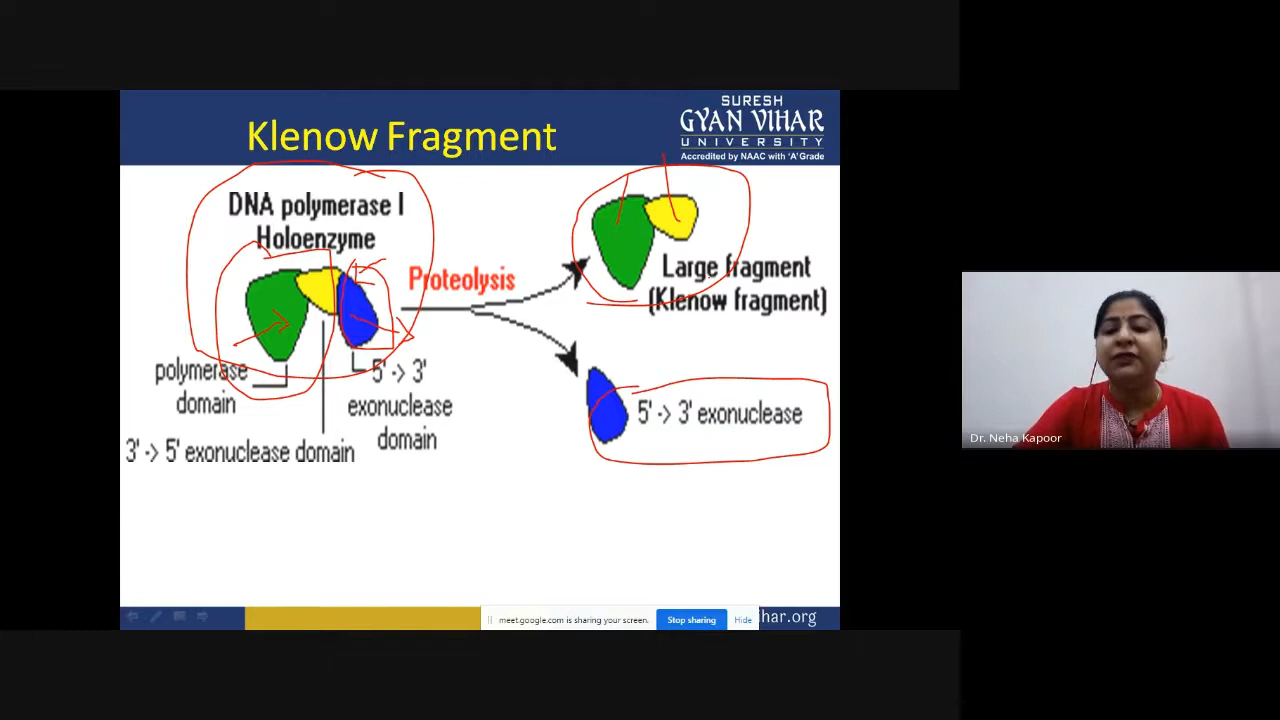 Klenow Fragment
SURESH
GYAN VIHAR
UNIVERSITY
Accredited by NAAC with 'A' Grade
DNA polymerase I
Holoenzyme
Proteolysis
Large fragment
(Klenow fragment)
polymerase
domain
5' -> 3'
exonuclease
domain
3' -> 5' exonuclease domain
5' -> 3' exonuclease
Dr. Neha Kapoor
meet.google.com is sharing your screen.
Stop sharing
Hide
ihar.org